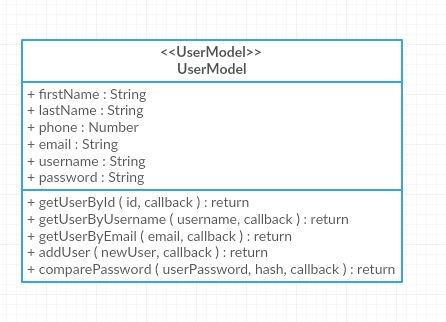 <<UserModel>>
UserModel
+ firstName : String
+ lastName : String
+ phone : Number
+ email : String
+ username : String
+ password : String
+ getUserById ( id, callback ) : return
+ getUserByUsername ( username, callback ) : return
+ getUserByEmail ( email, callback ) : return
+ addUser ( newUser, callback ) : return
+ comparePassword ( userPassword, hash, callback ) : return